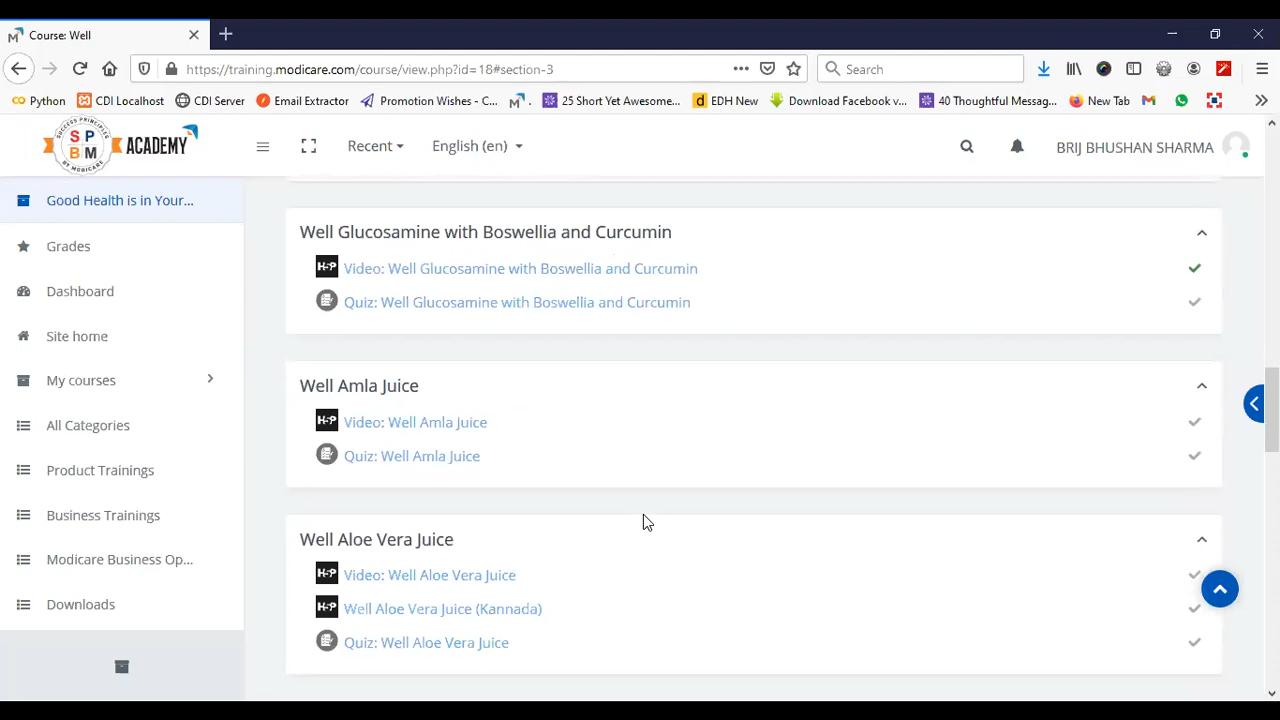 Course: Well
https://training.modicare.com/course/view.php?id=18#section-3
Search
Python
CDI Localhost
CDI Server
Email Extractor
Promotion Wishes - C...
25 Short Yet Awesome...
EDH New
Download Facebook v...
40 Thoughtful Messag...
New Tab
SUCCESS PRINCIPLES
S P
B M
BY MODICARE
ACADEMY
Recent
English (en)
BRIJ BHUSHAN SHARMA
Good Health is in Your...
Grades
Dashboard
Site home
My courses
All Categories
Product Trainings
Business Trainings
Modicare Business Op...
Downloads
Well Glucosamine with Boswellia and Curcumin
H-P Video: Well Glucosamine with Boswellia and Curcumin
Quiz: Well Glucosamine with Boswellia and Curcumin
Well Amla Juice
H-P Video: Well Amla Juice
Quiz: Well Amla Juice
Well Aloe Vera Juice
H-P Video: Well Aloe Vera Juice
H-P Well Aloe Vera Juice (Kannada)
Quiz: Well Aloe Vera Juice